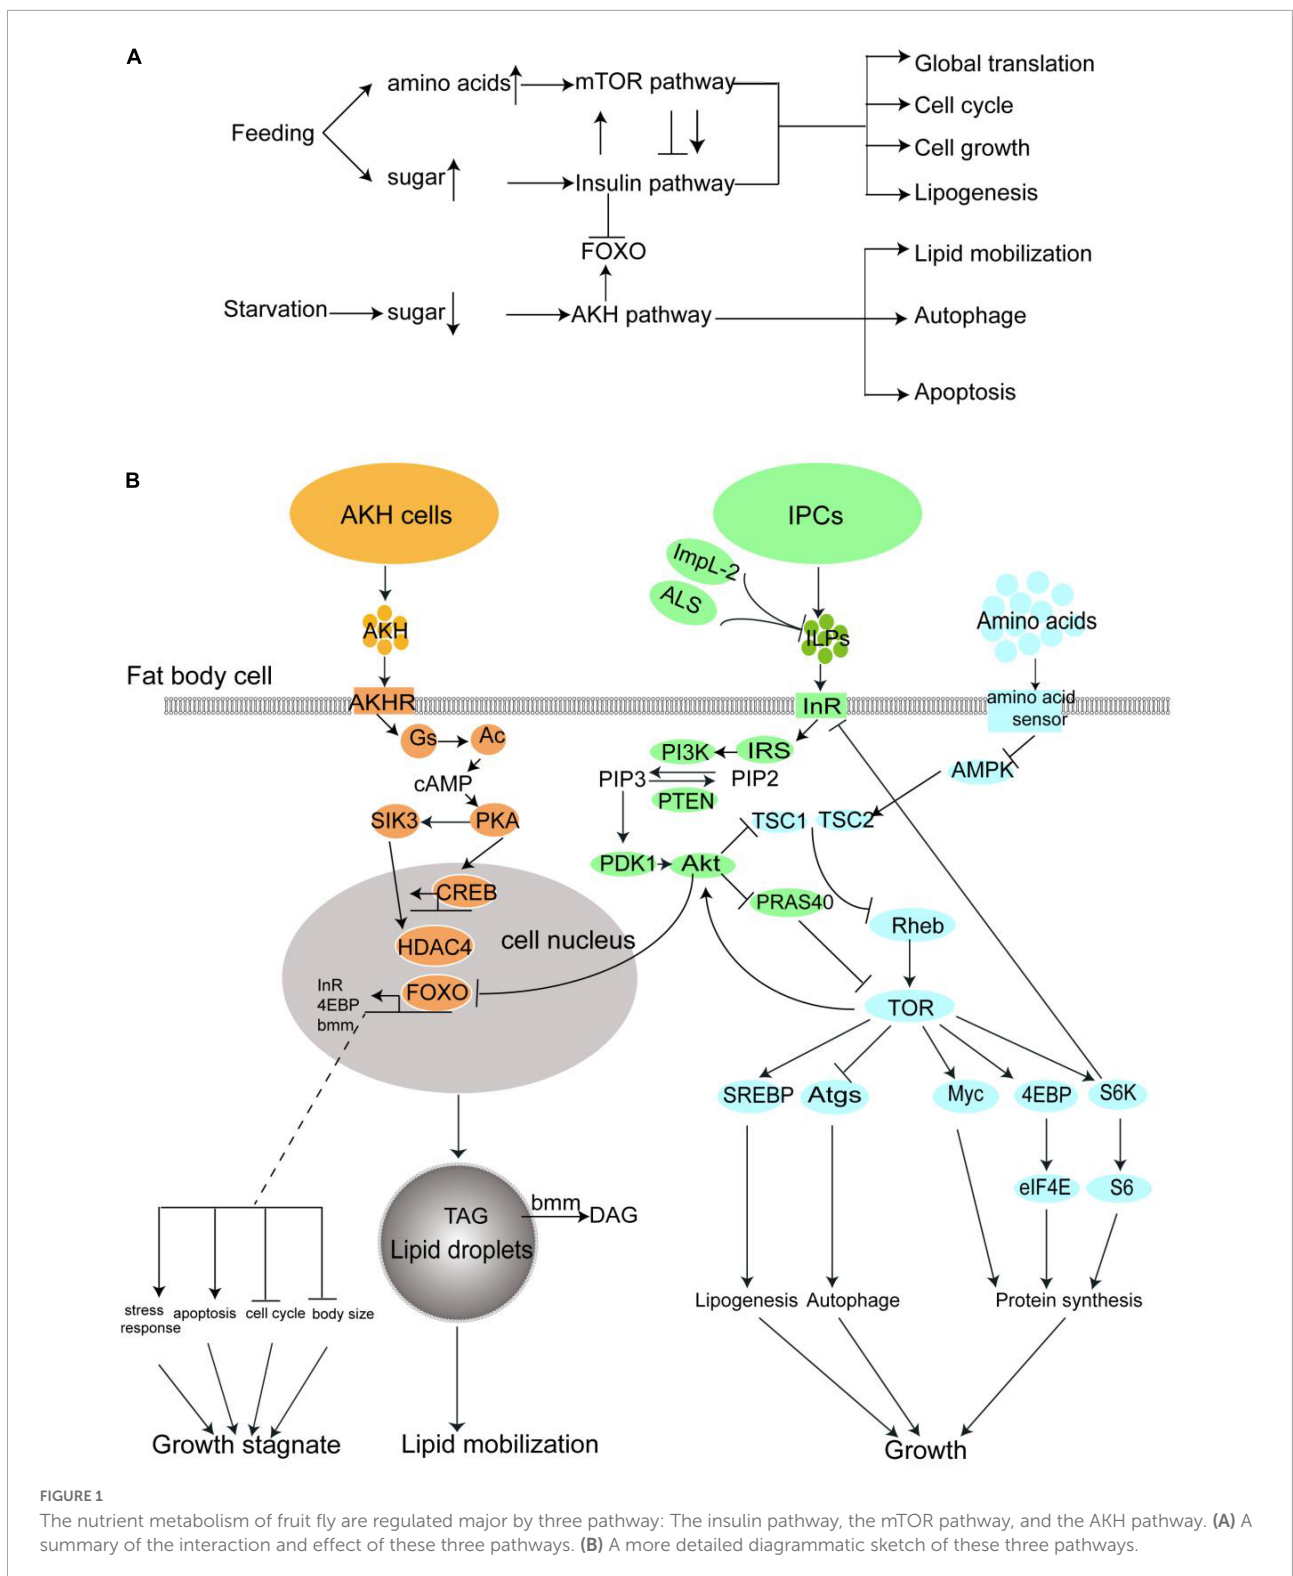 A
Feeding
amino acids
mTOR pathway
sugar
Insulin pathway
FOXO
Starvation
sugar
AKH pathway
Global translation
Cell cycle
Cell growth
Lipogenesis
Lipid mobilization
Autophage
Apoptosis
B
AKH cells
IPCs
ImpL-2
ALS
AKH
ILPs
Amino acids
Fat body cell
AKHR
InR
amino acid
sensor
Gs
Ac
PI3K
IRS
cAMP
PIP3
PIP2
AMPK
PTEN
SIK3
PKA
TSC1
TSC2
PDK1
Akt
CREB
PRAS40
Rheb
HDAC4
cell nucleus
InR
4EBP
bmm
FOXO
TOR
SREBP
Atgs
Myc
4EBP
S6K
eIF4E
S6
TAG
Lipid droplets
bmm
DAG
stress
response
apoptosis
cell cycle
body size
Lipogenesis
Autophage
Protein synthesis
Growth stagnate
Lipid mobilization
Growth
FIGURE 1
The nutrient metabolism of fruit fly are regulated major by three pathway: The insulin pathway, the mTOR pathway, and the AKH pathway. (A) A
summary of the interaction and effect of these three pathways. (B) A more detailed diagrammatic sketch of these three pathways.